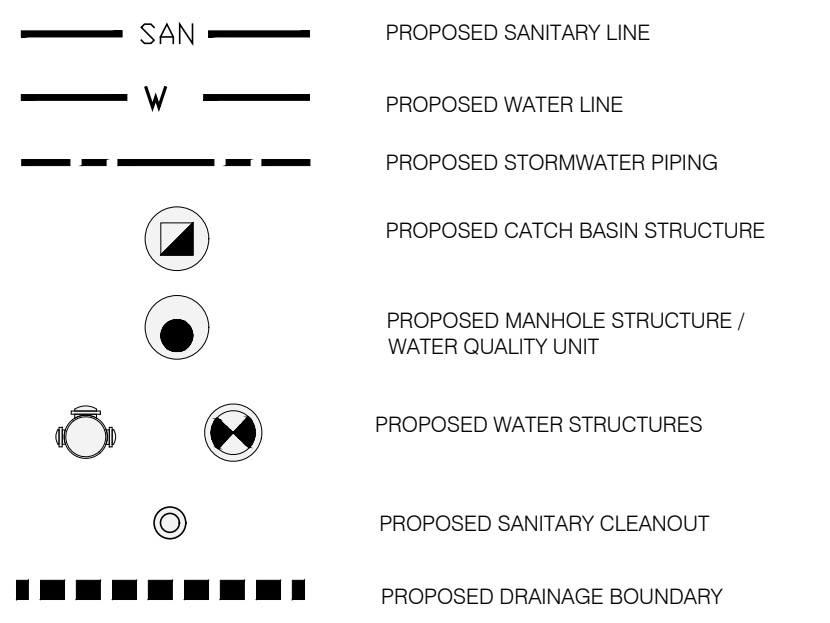 SAN PROPOSED SANITARY LINE
W PROPOSED WATER LINE
PROPOSED STORMWATER PIPING
PROPOSED CATCH BASIN STRUCTURE
PROPOSED MANHOLE STRUCTURE /
WATER QUALITY UNIT
PROPOSED WATER STRUCTURES
PROPOSED SANITARY CLEANOUT
PROPOSED DRAINAGE BOUNDARY